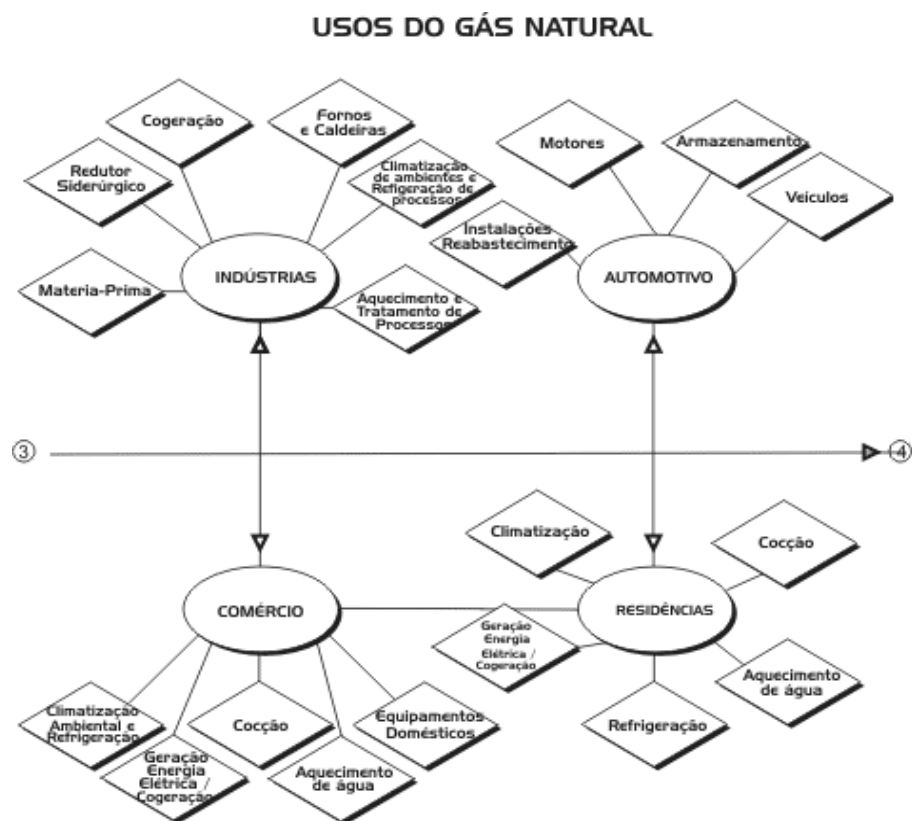 USOS DO GÁS NATURAL
Cogeração
Fornos
e Caldeiras
Redutor
Siderúrgico
Climatização
de ambientes e
Refigeração de
processos
Materia-Prima
INDÚSTRIAS
Aquecimento e
Tratamento de
Processos
Motores
Armazenamento
Instalações
Reabastecimento
Veículos
AUTOMOTIVO
3
4
COMÉRCIO
Climatização
Ambiental e
Refrigeração
Geração
Energia
Elétrica /
Cogeração
Cocção
Aquecimento
de água
Equipamentos
Domésticos
Climatização
Cocção
RESIDÊNCIAS
Geração
Energia
Elétrica /
Cogeração
Refrigeração
Aquecimento
de água